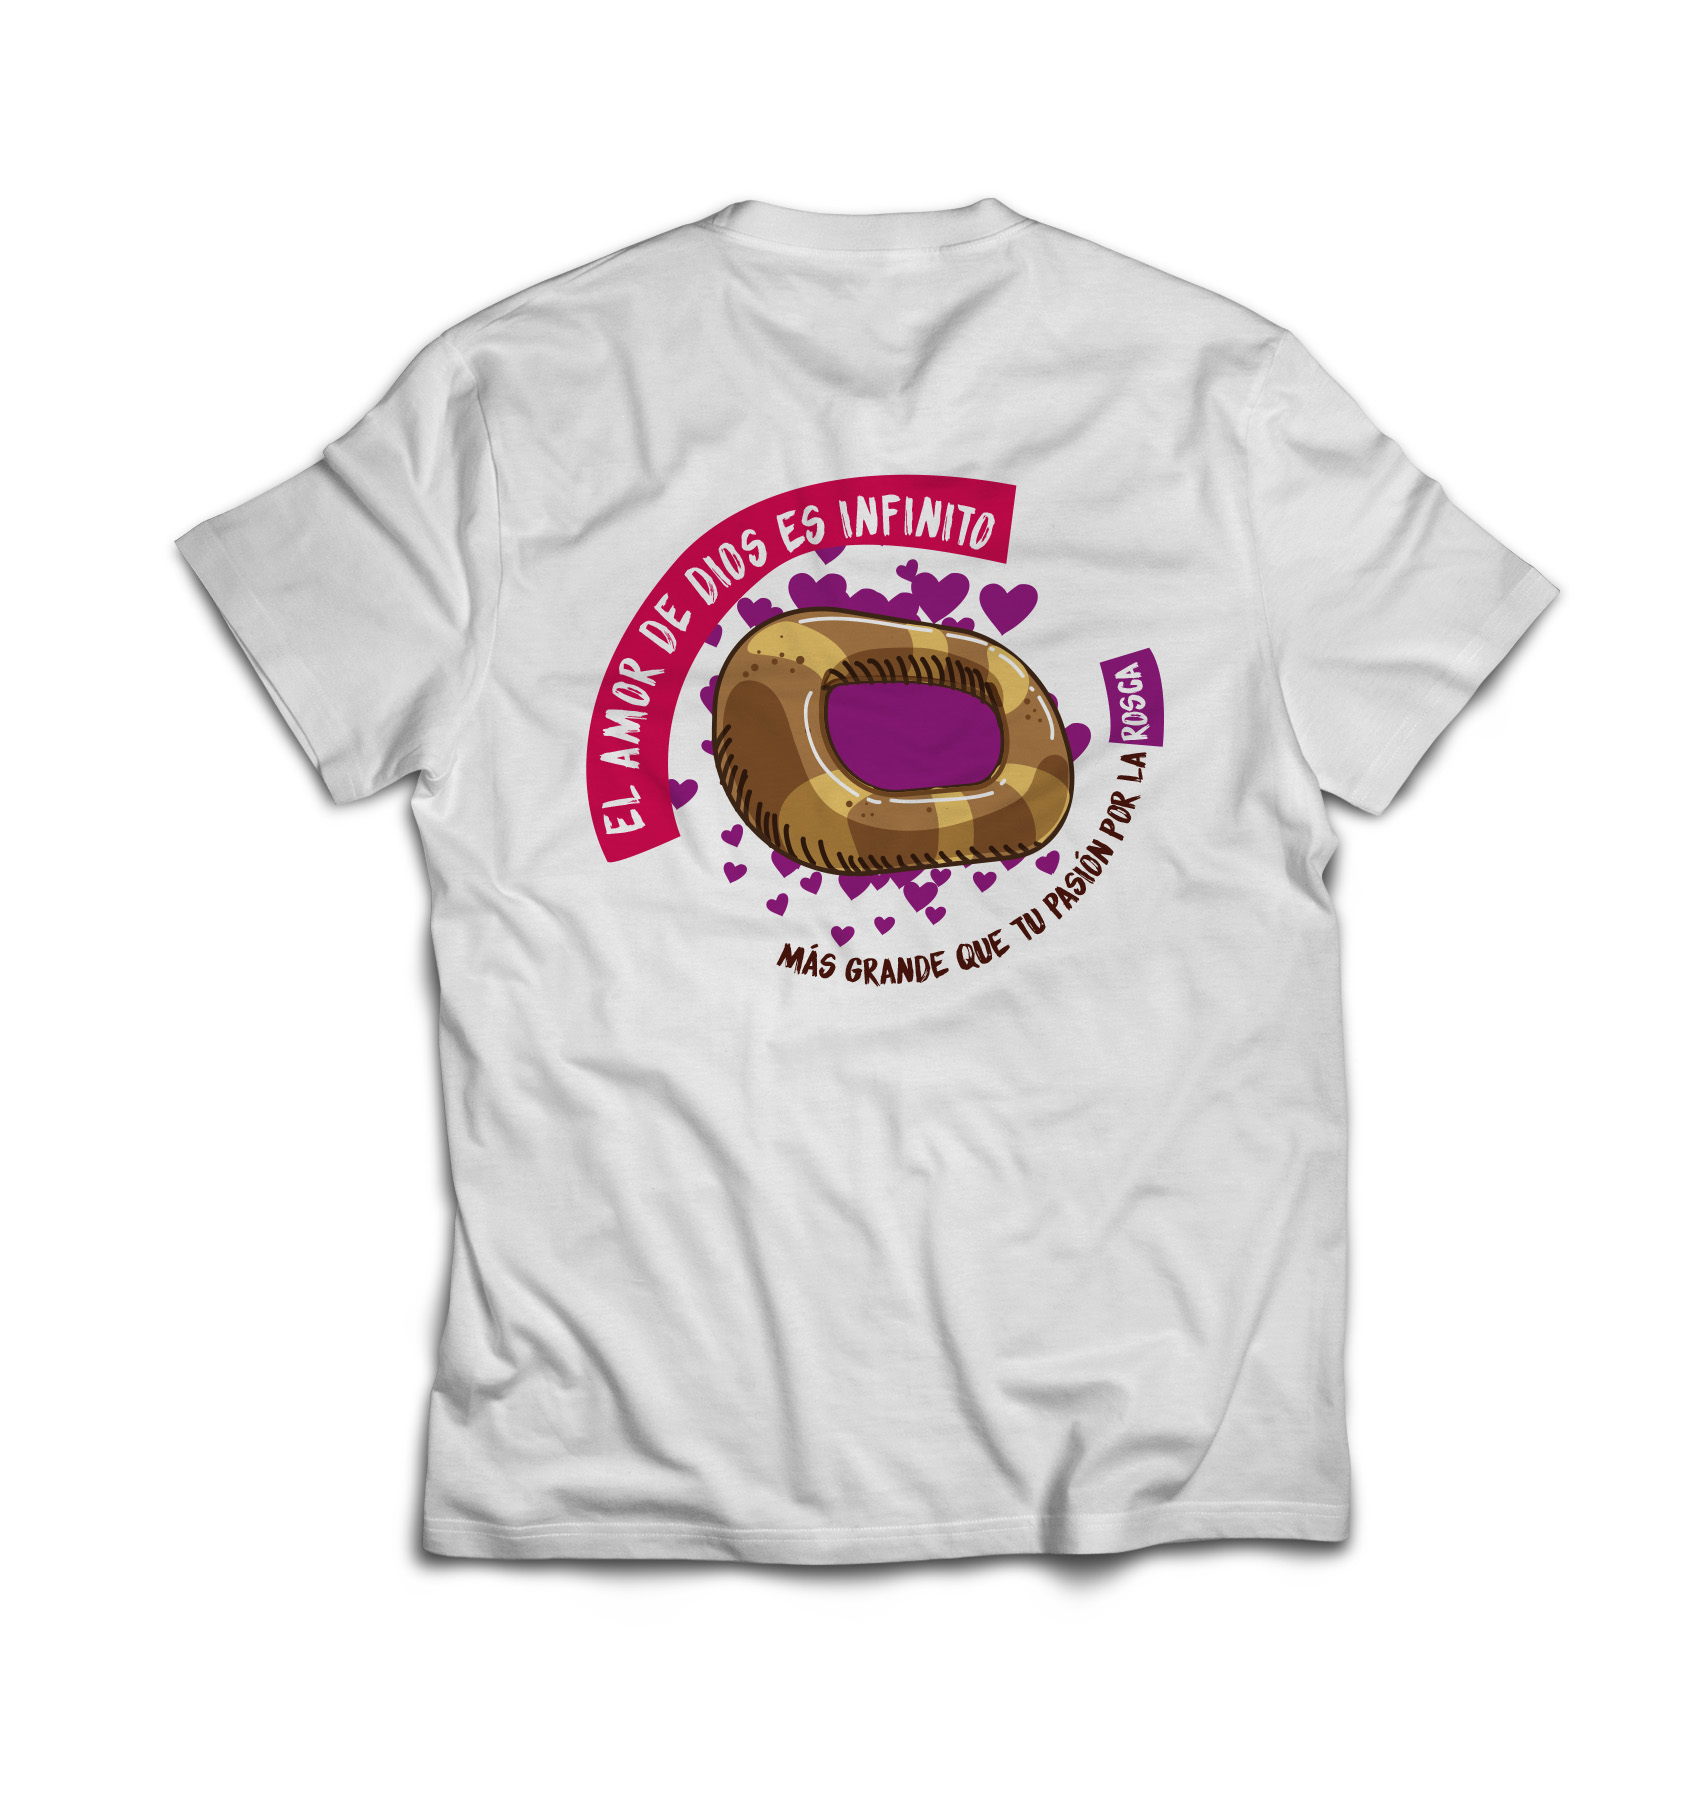 EL AMOR DE DIOS ES INFINITO
MÁS GRANDE QUE TU PASIÓN POR LA ROSCA